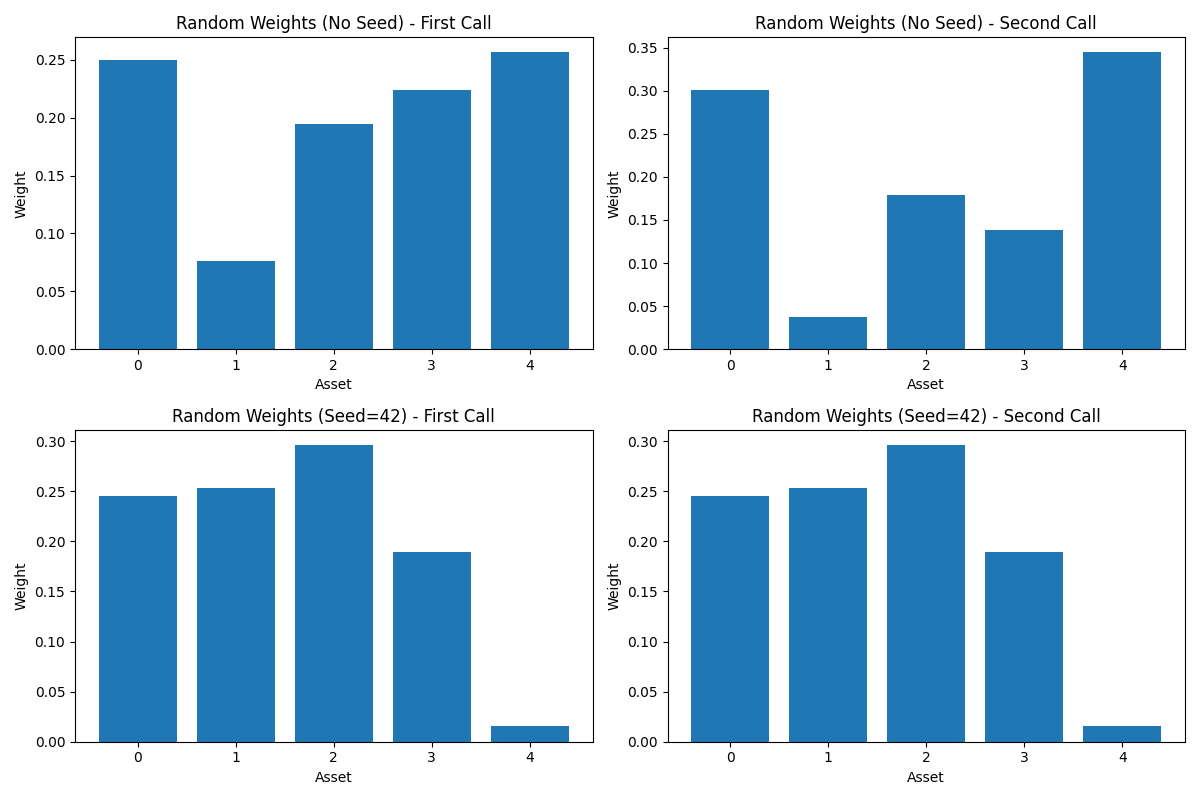 Random Weights (No Seed) - First Call
0.25
0.20
0.15
0.10
0.05
0.00
Weight
0 1 2 3 4
Asset
Random Weights (No Seed) - Second Call
0.35
0.30
0.25
0.20
0.15
0.10
0.05
0.00
Weight
0 1 2 3 4
Asset
Random Weights (Seed=42) - First Call
0.30
0.25
0.20
0.15
0.10
0.05
0.00
Weight
0 1 2 3 4
Asset
Random Weights (Seed=42) - Second Call
0.30
0.25
0.20
0.15
0.10
0.05
0.00
Weight
0 1 2 3 4
Asset